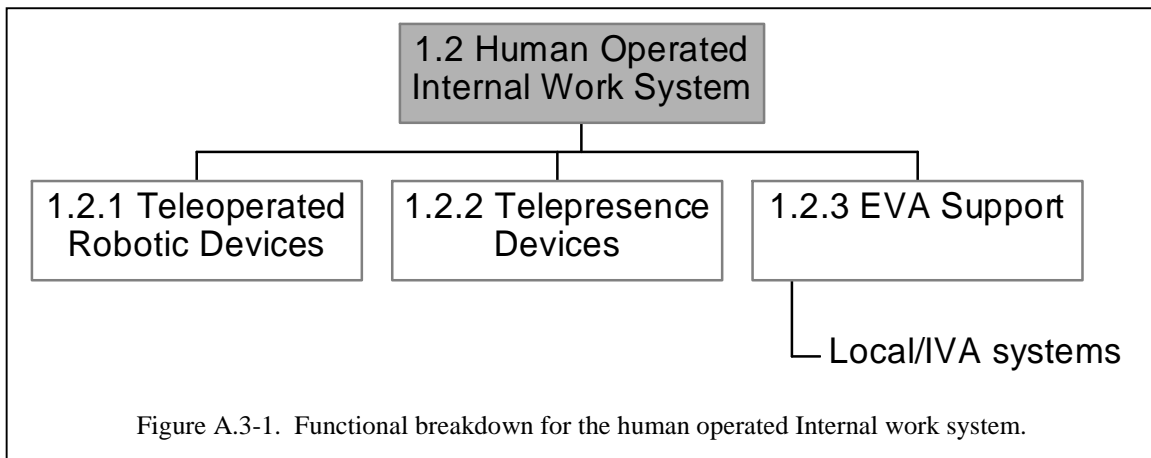 1.2 Human Operated
Internal Work System
1.2.1 Teleoperated
Robotic Devices
1.2.2 Telepresence
Devices
1.2.3 EVA Support
Local/IVA systems
Figure A.3-1. Functional breakdown for the human operated Internal work system.